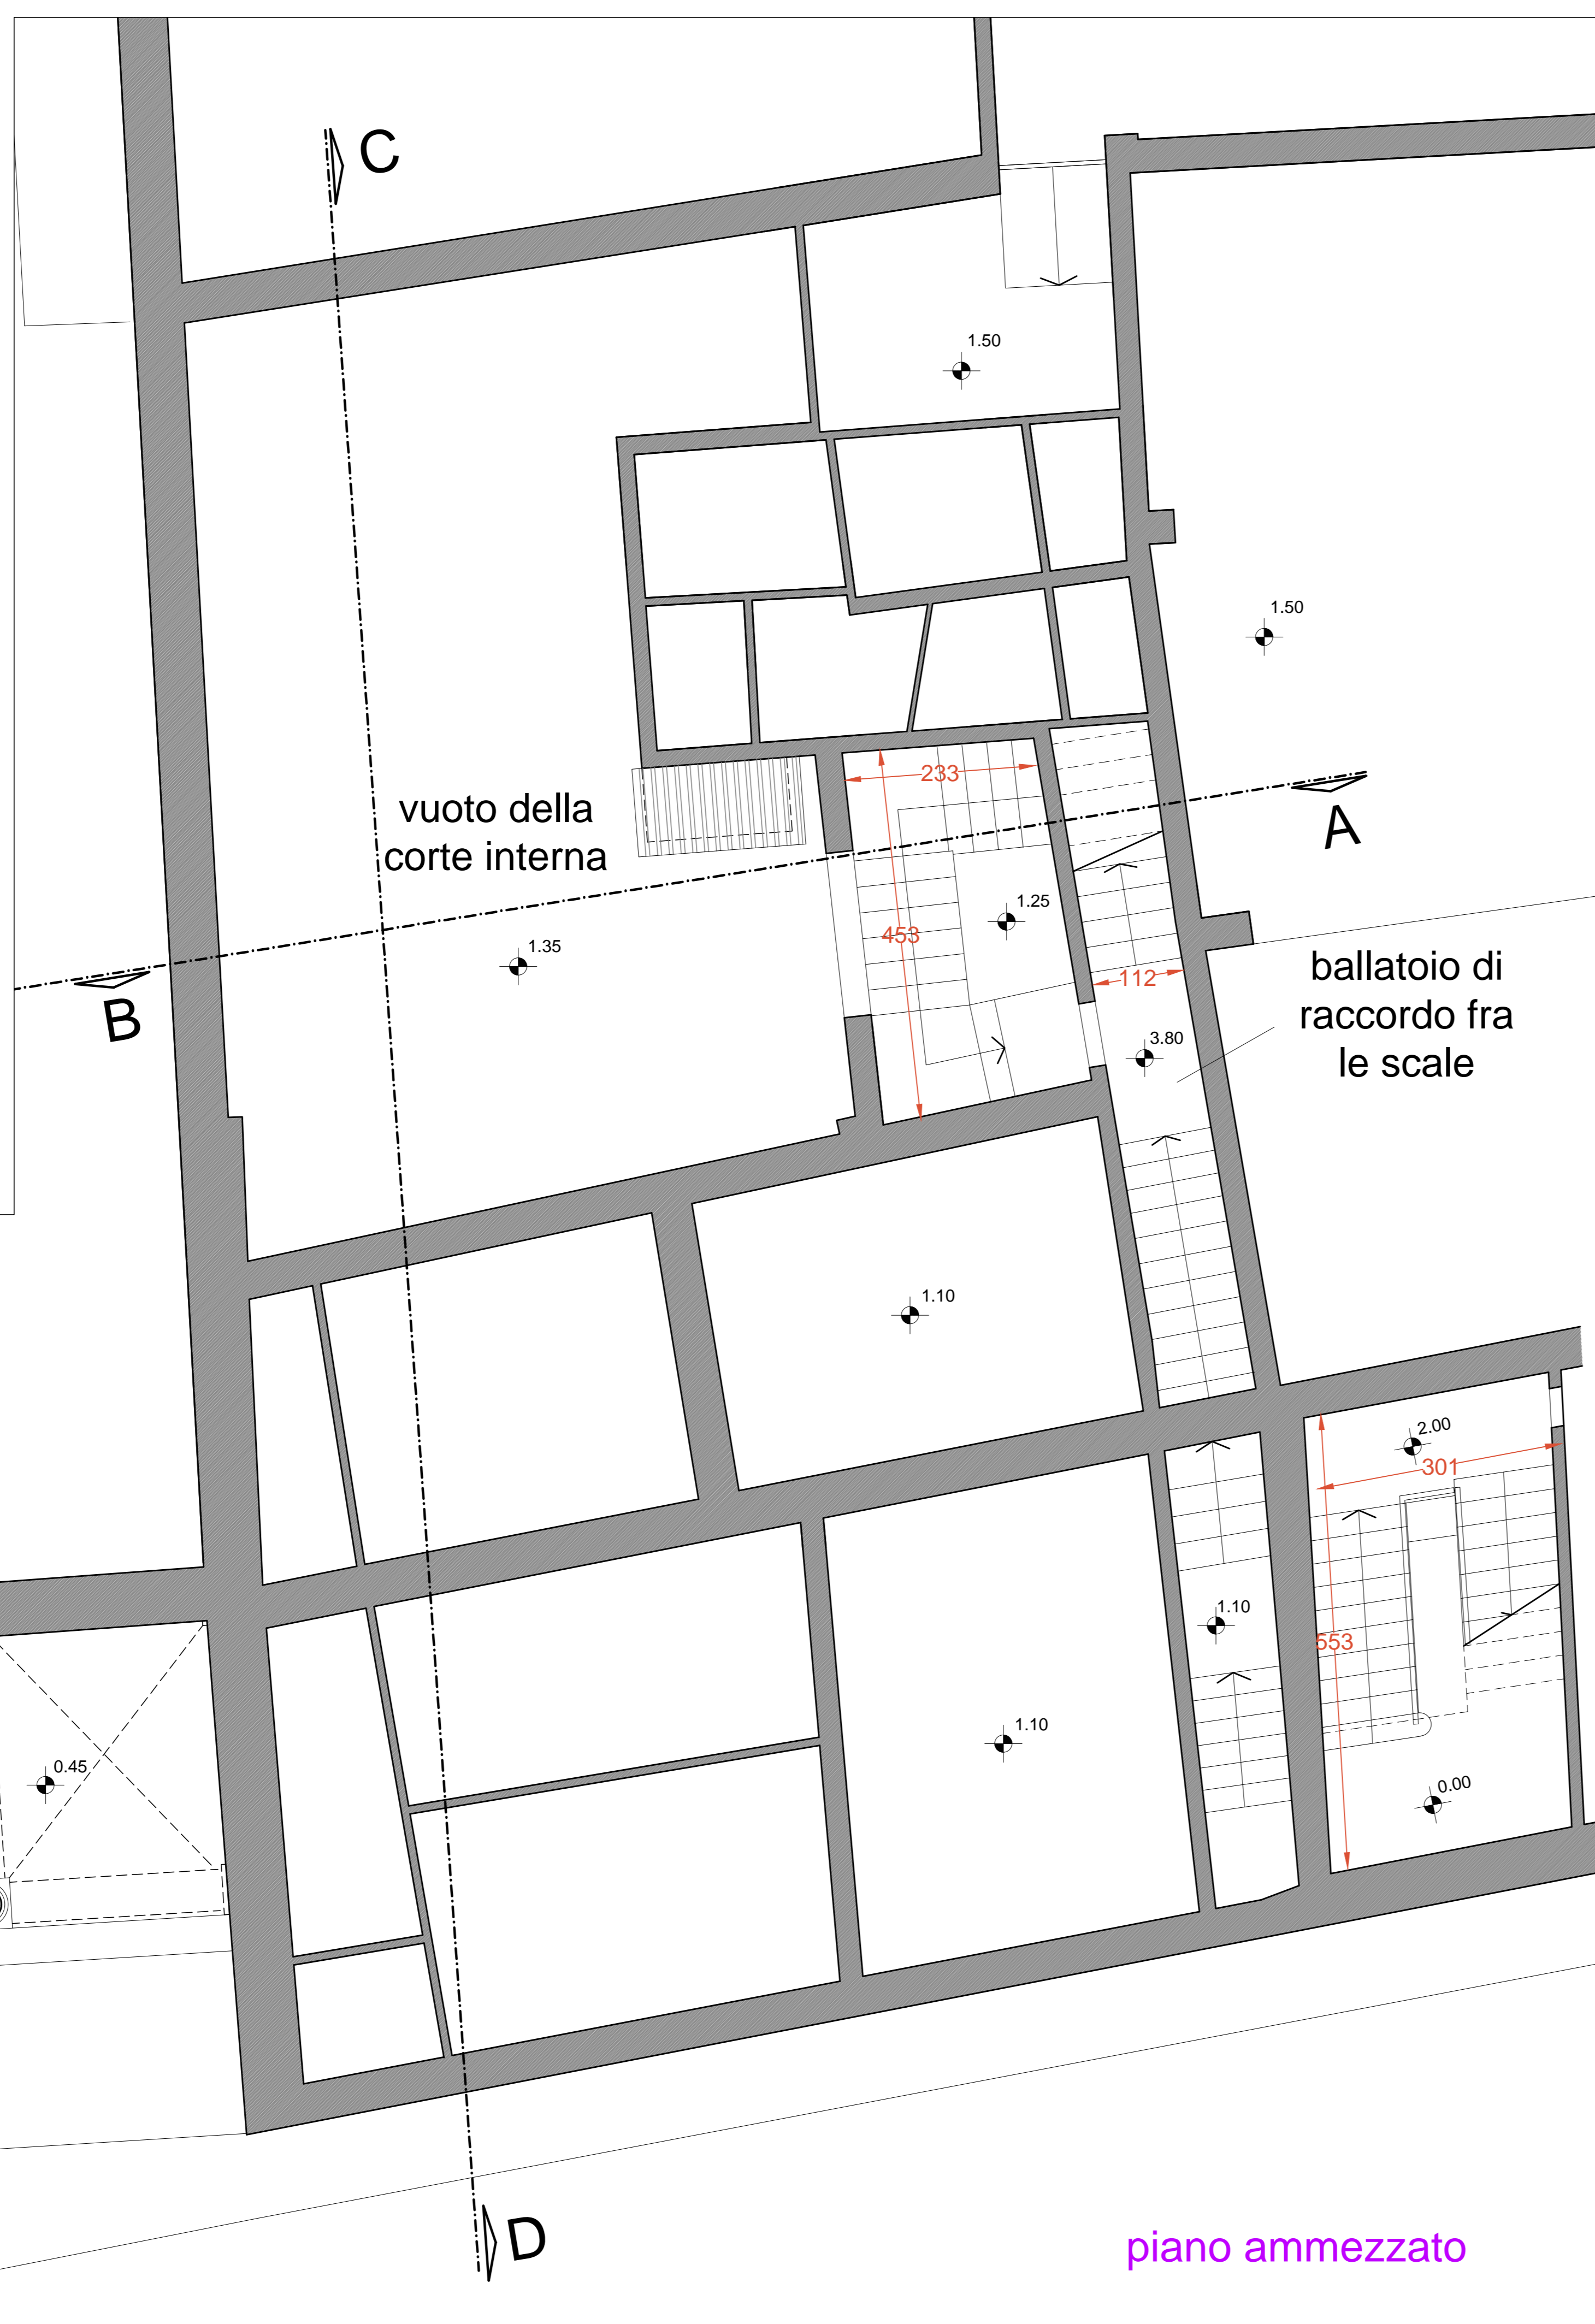 C
1.50
1.50
233
vuoto della
corte interna
A
1.25
453
1.35
112
ballatoio di
raccordo fra
le scale
B
3.80
1.10
2.00
301
1.10
553
1.10
0.45
0.00
D
piano ammezzato